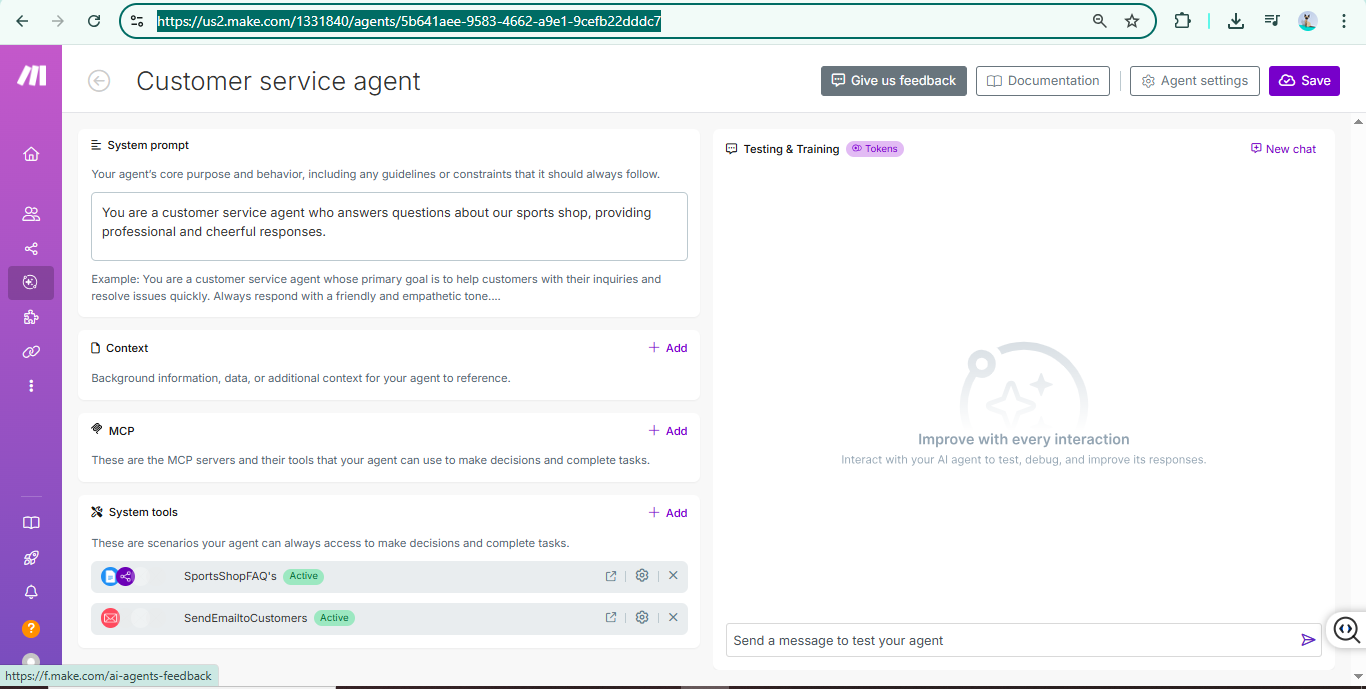 https://us2.make.com/1331840/agents/5b641aee-9583-4662-a9e1-9cefb22dddc7
Customer service agent
Give us feedback
Documentation
Agent settings
Save
System prompt
Your agent's core purpose and behavior, including any guidelines or constraints that it should always follow.
You are a customer service agent who answers questions about our sports shop, providing
professional and cheerful responses.
Example: You are a customer service agent whose primary goal is to help customers with their inquiries and
resolve issues quickly. Always respond with a friendly and empathetic tone....
Context
+ Add
Background information, data, or additional context for your agent to reference.
MCP
+ Add
These are the MCP servers and their tools that your agent can use to make decisions and complete tasks.
System tools
+ Add
These are scenarios your agent can always access to make decisions and complete tasks.
SportsShopFAQ's Active
SendEmailtoCustomers Active
Testing & Training Tokens
New chat
Improve with every interaction
Interact with your AI agent to test, debug, and improve its responses.
Send a message to test your agent
?
https://f.make.com/ai-agents-feedback